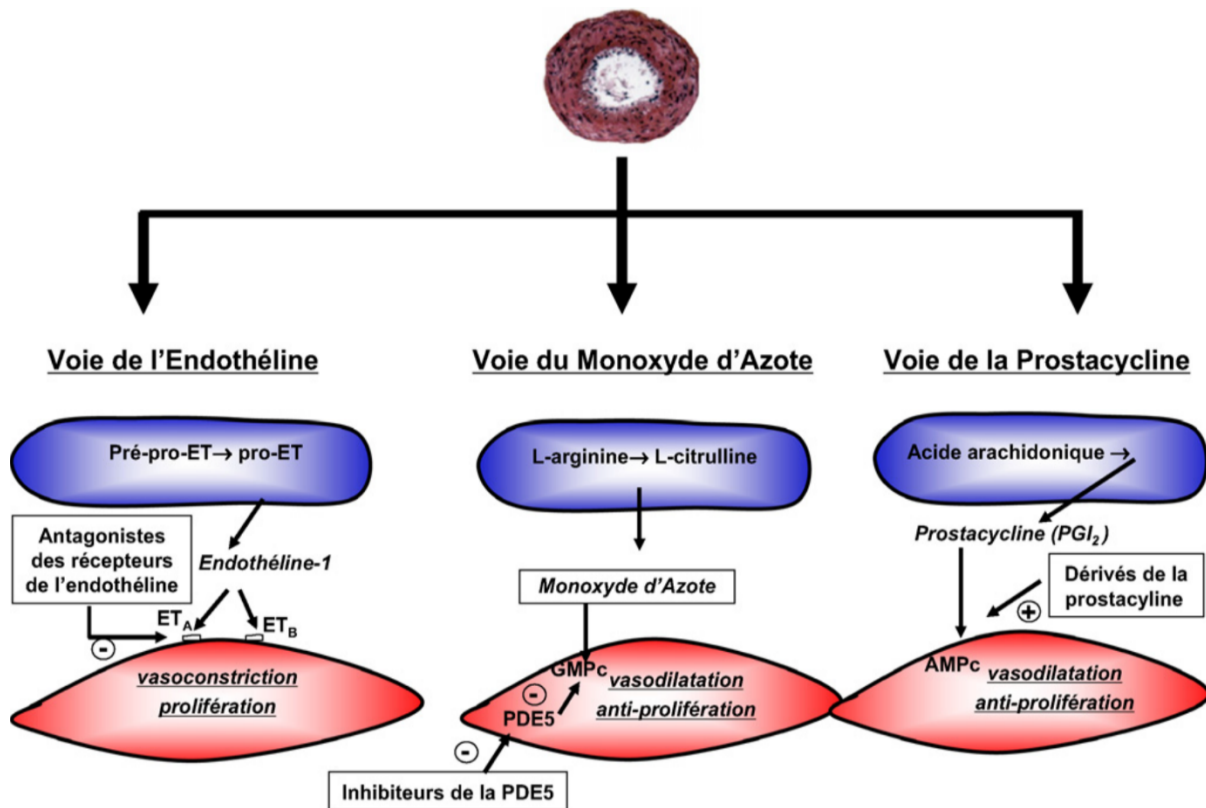 Voie de l'Endothéline
Pré-pro-ET→ pro-ET
Antagonistes
des récepteurs
de l'endothéline
Endothéline-1
ET_A
ET_B
-
vasoconstriction
prolifération
Voie du Monoxyde d'Azote
L-arginine→ L-citrulline
Monoxyde d'Azote
GMPc
vasodilatation
anti-prolifération
-
PDE5
-
Inhibiteurs de la PDE5
Voie de la Prostacycline
Acide arachidonique →
Prostacycline (PGI₂)
Dérivés de la
prostacyline
+
AMPc
vasodilatation
anti-prolifération